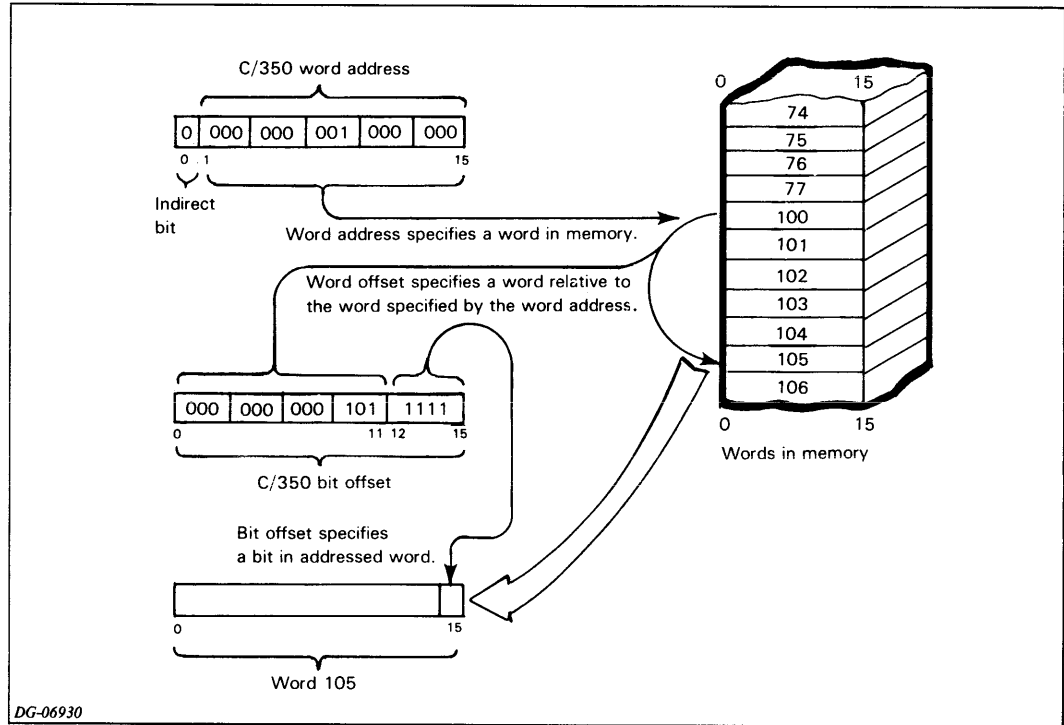 C/350 word address
0 000 000 001 000 000
0 1 15
Indirect
bit
Word address specifies a word in memory.
Word offset specifies a word relative to
the word specified by the word address.
000 000 000 101 1111
0 11 12 15
C/350 bit offset
Bit offset specifies
a bit in addressed word.
0 15
Word 105
0 15
74
75
76
77
100
101
102
103
104
105
106
0 15
Words in memory
DG-06930